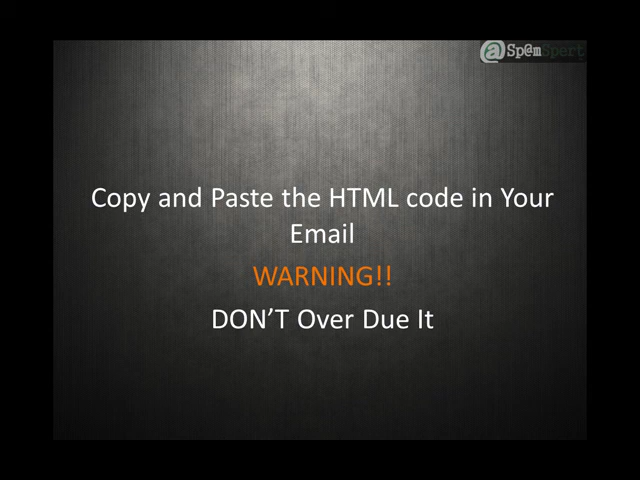 Sp@mSpert
Copy and Paste the HTML code in Your
Email
WARNING!!
DON'T Over Due It